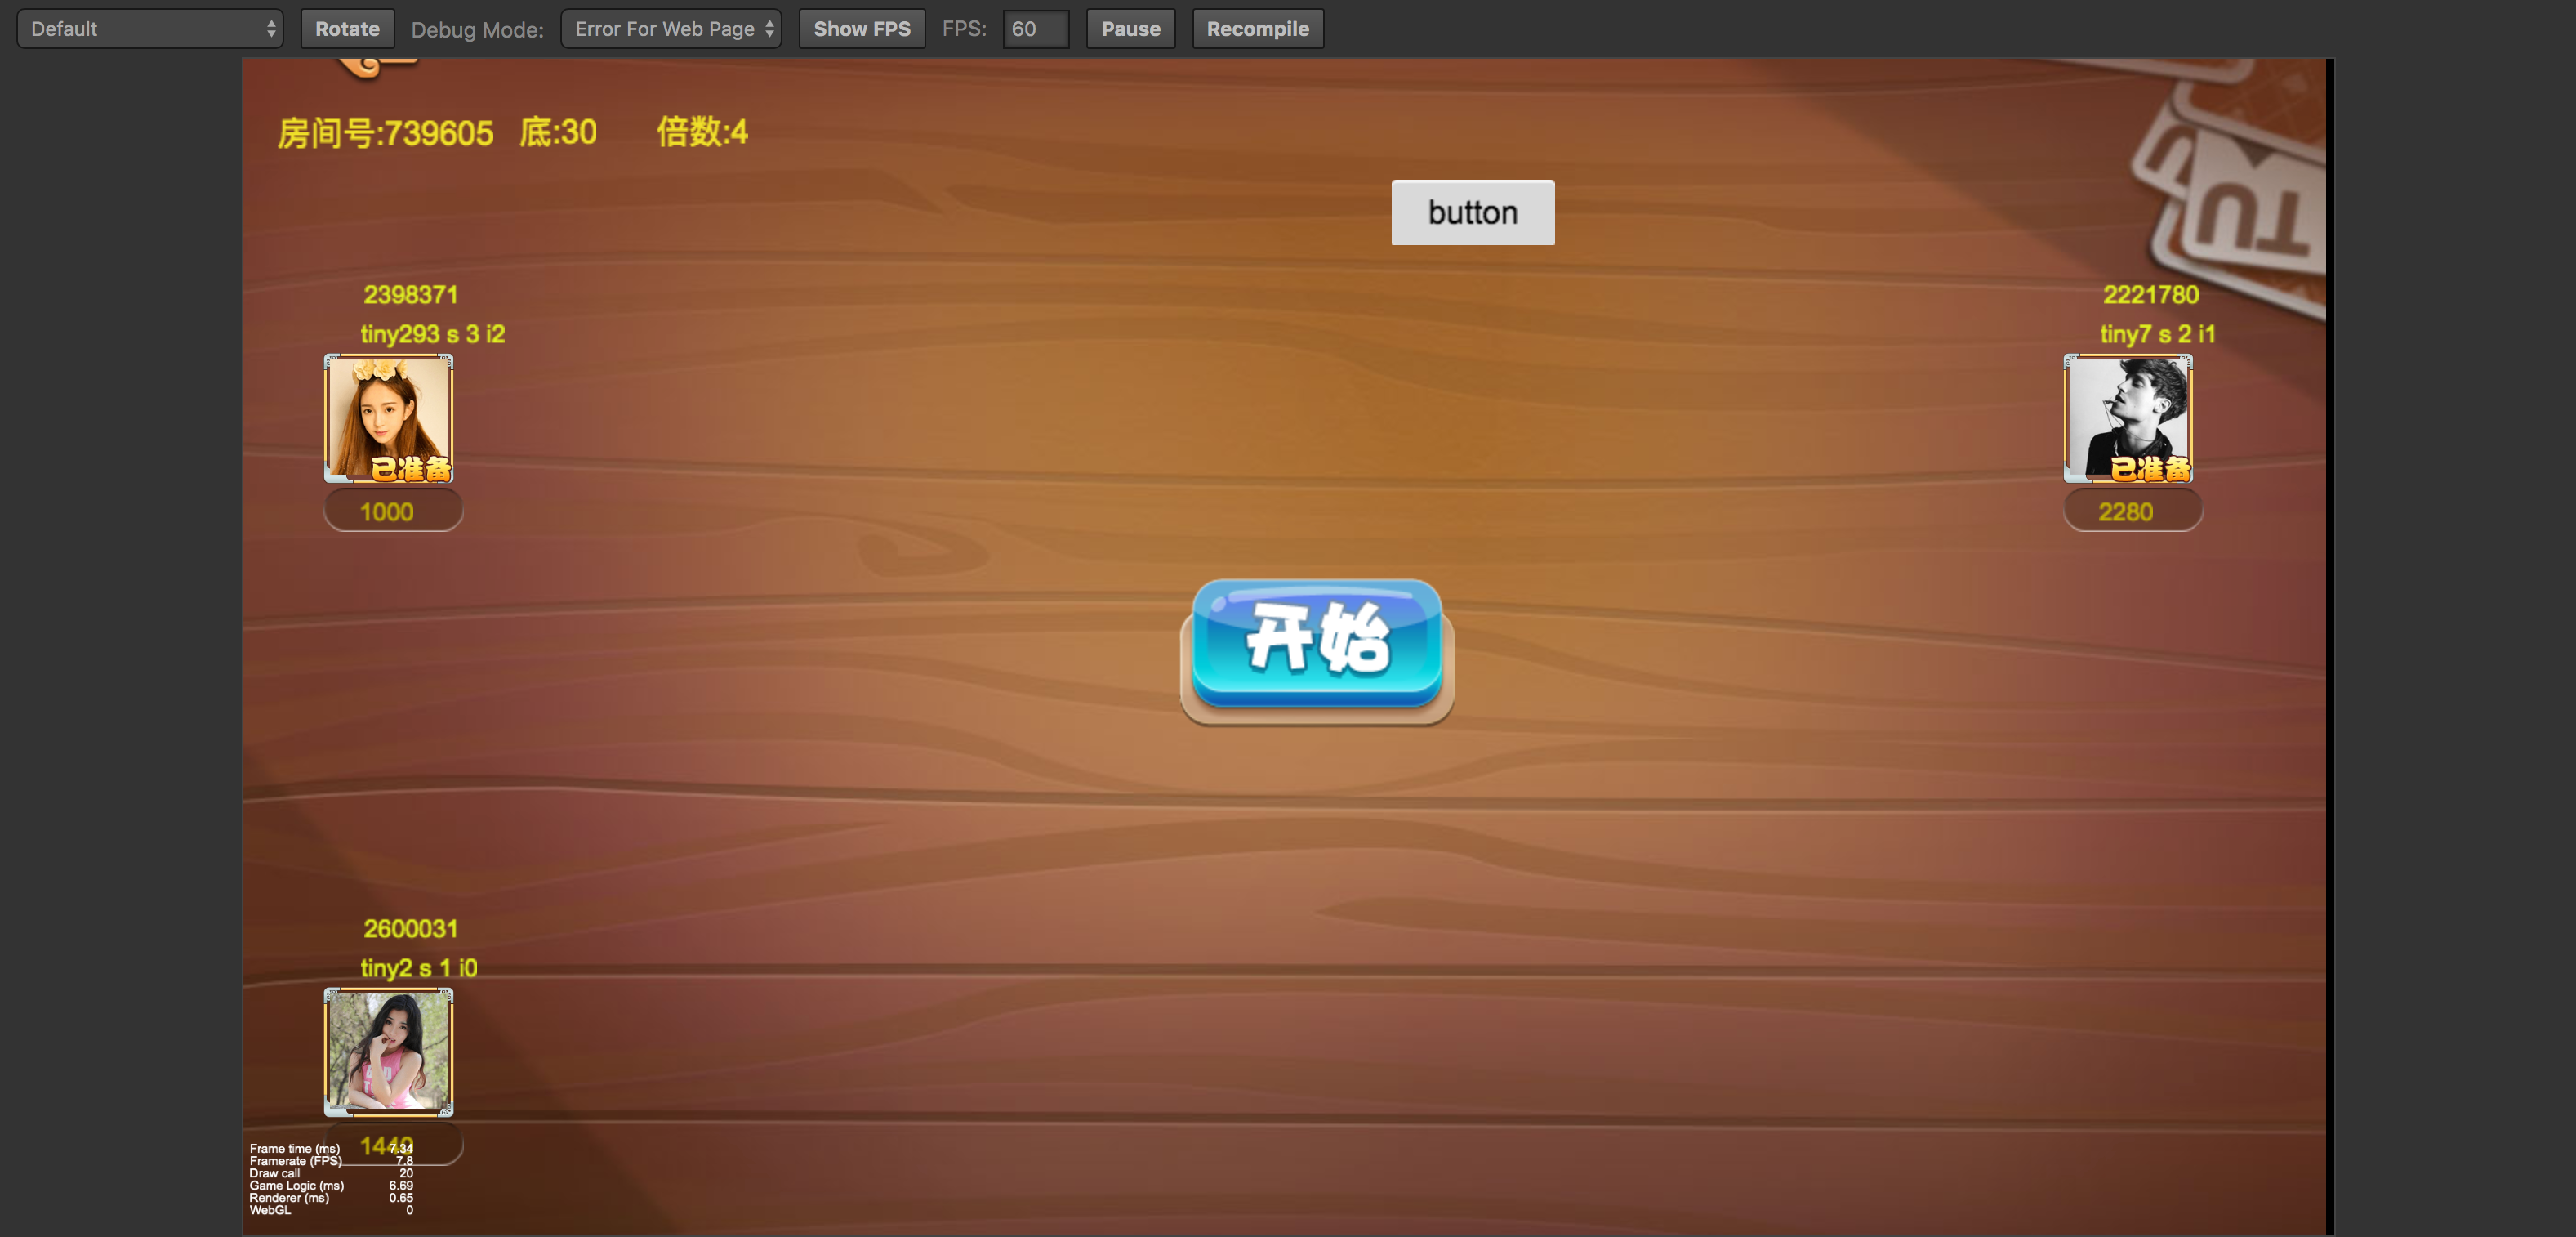 Default Rotate Debug Mode: Error For Web Page Show FPS FPS: 60 Pause Recompile
房间号:739605 底:30 倍数:4
button
2398371
tiny293 s 3 i2
已准备
1000
2221780
tiny7 s 2 i1
已准备
2280
开始
2600031
tiny2 s 1 i0
1440
Frame time (ms) 7.34
Framerate (FPS) 7.8
Draw call 20
Game Logic (ms) 6.69
Renderer (ms) 0.65
WebGL 0